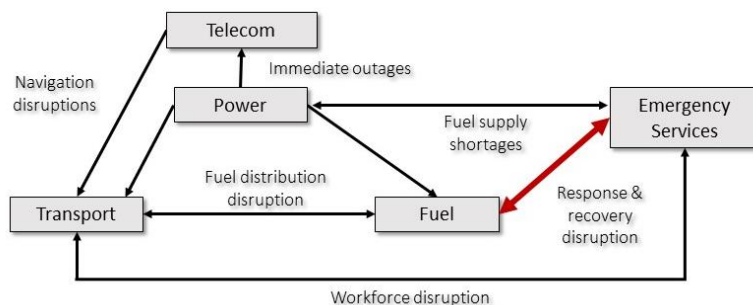 Telecom
Navigation
disruptions
Immediate outages
Power
Emergency
Services
Fuel supply
shortages
Fuel distribution
disruption
Transport
Fuel
Response &
recovery
disruption
Workforce disruption